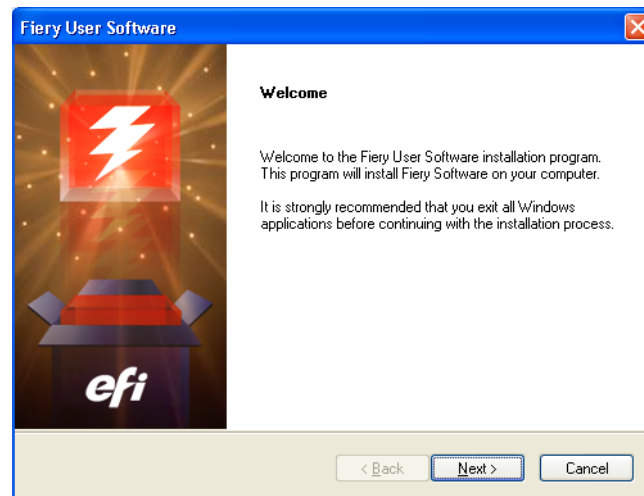 Fiery User Software
Welcome
Welcome to the Fiery User Software installation program.
This program will install Fiery Software on your computer.
It is strongly recommended that you exit all Windows
applications before continuing with the installation process.
efi
< Back Next > Cancel